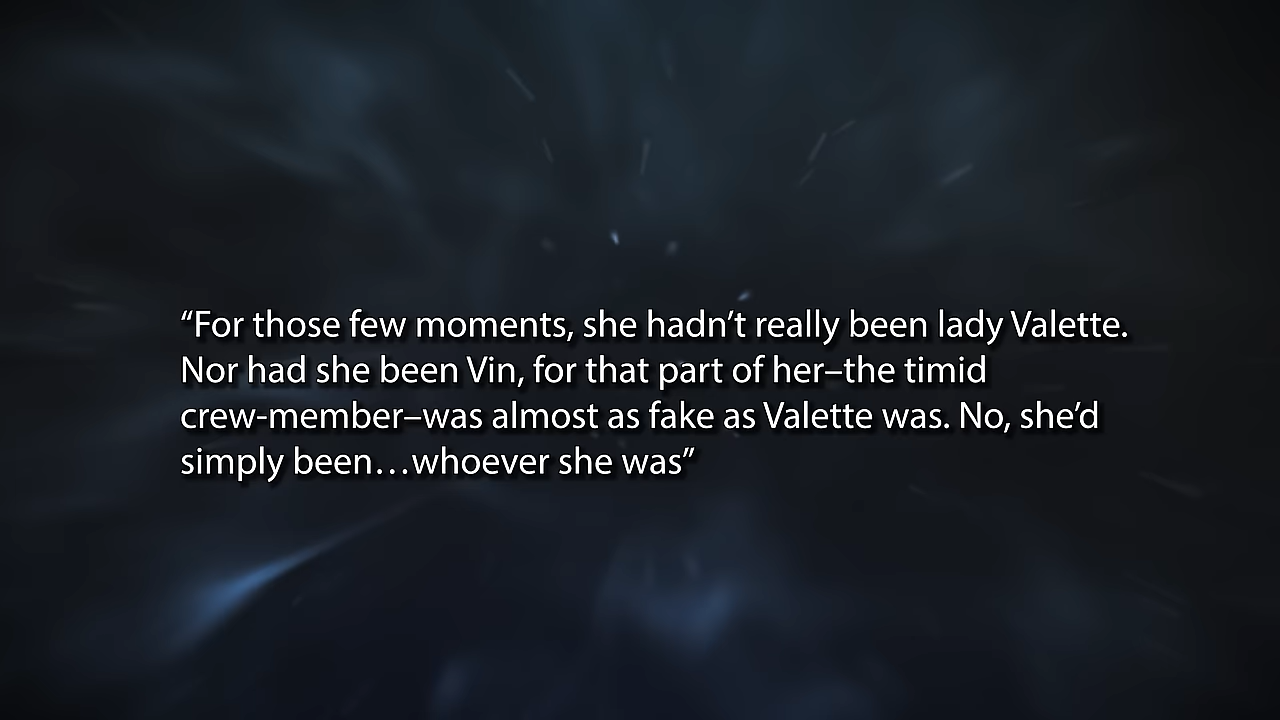 “For those few moments, she hadn’t really been lady Valette.
Nor had she been Vin, for that part of her–the timid
crew-member–was almost as fake as Valette was. No, she’d
simply been…whoever she was”